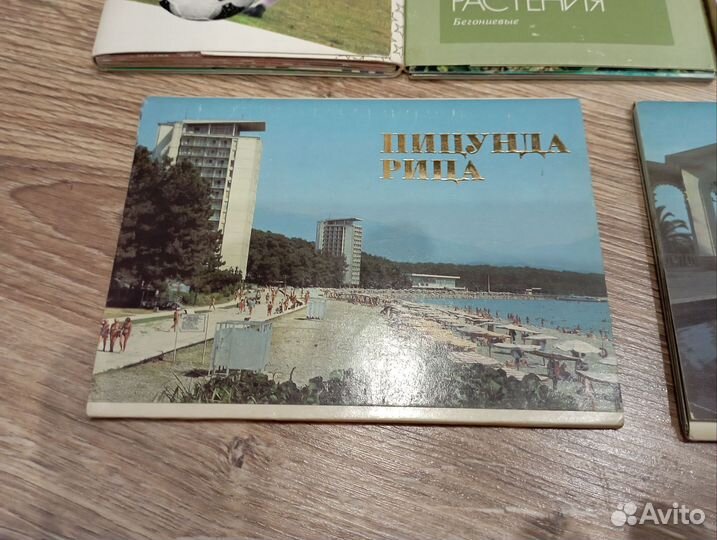 РАСТЕНИЯ
Бегониевые
ПИЦУНДА
РИЦА
Avito